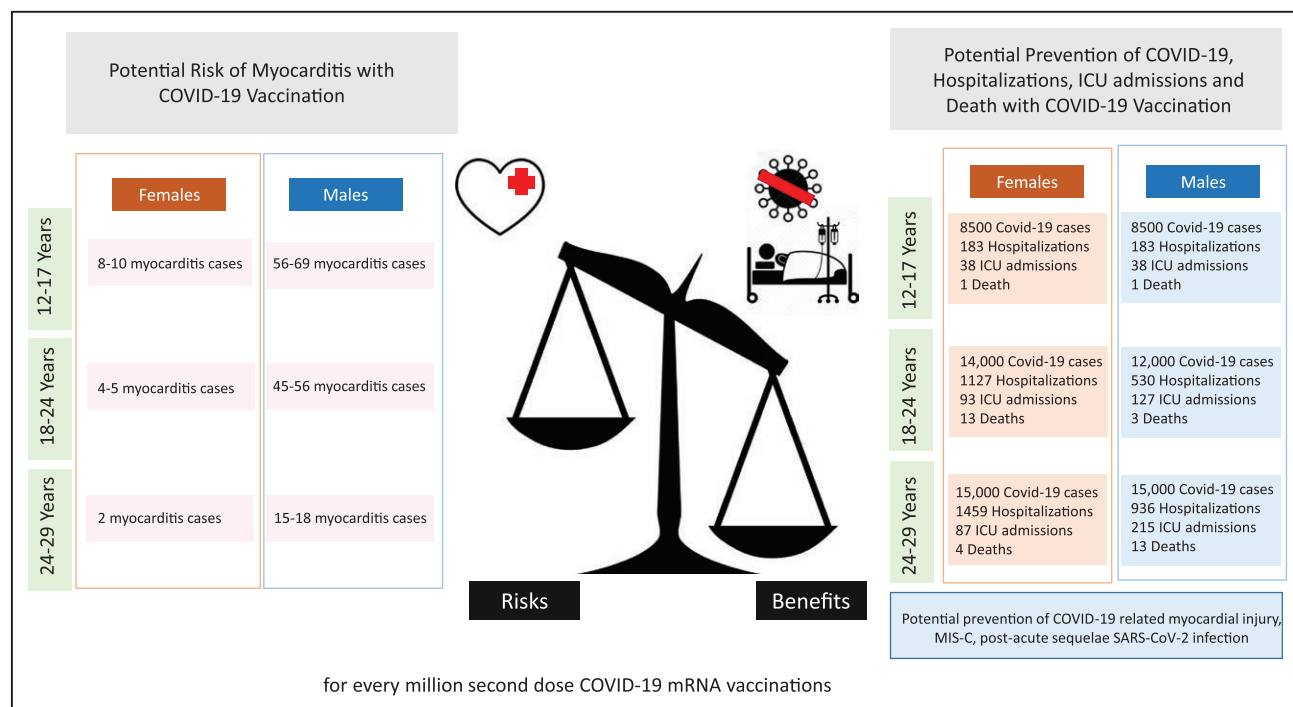 Potential Risk of Myocarditis with
COVID-19 Vaccination
Females
Males
12-17 Years
8-10 myocarditis cases
56-69 myocarditis cases
18-24 Years
4-5 myocarditis cases
45-56 myocarditis cases
24-29 Years
2 myocarditis cases
15-18 myocarditis cases
Risks
Benefits
Potential Prevention of COVID-19,
Hospitalizations, ICU admissions and
Death with COVID-19 Vaccination
Females
Males
12-17 Years
8500 Covid-19 cases
183 Hospitalizations
38 ICU admissions
1 Death
8500 Covid-19 cases
183 Hospitalizations
38 ICU admissions
1 Death
18-24 Years
14,000 Covid-19 cases
1127 Hospitalizations
93 ICU admissions
13 Deaths
12,000 Covid-19 cases
530 Hospitalizations
127 ICU admissions
3 Deaths
24-29 Years
15,000 Covid-19 cases
1459 Hospitalizations
87 ICU admissions
4 Deaths
15,000 Covid-19 cases
936 Hospitalizations
215 ICU admissions
13 Deaths
Potential prevention of COVID-19 related myocardial injury,
MIS-C, post-acute sequelae SARS-CoV-2 infection
for every million second dose COVID-19 mRNA vaccinations